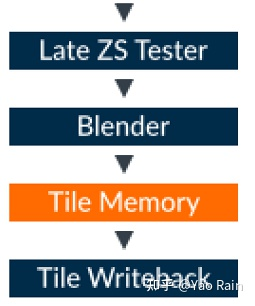 Late ZS Tester
Blender
Tile Memory
Tile Writeback
知乎 @Yao Rain